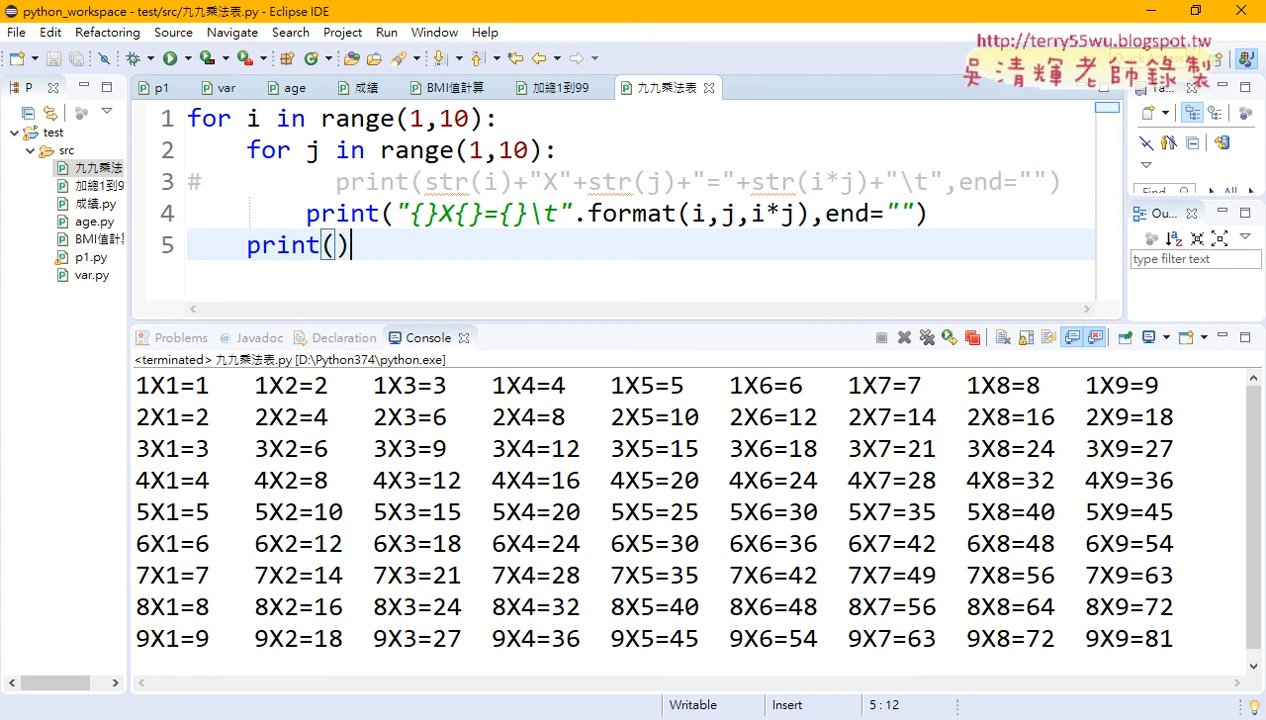 python_workspace - test/src/九九乘法表.py - Eclipse IDE
File Edit Refactoring Source Navigate Search Project Run Window Help
http://terry55wu.blogspot.tw
吳清輝老師錄製
P
p1 var age 成績 BMI值計算 加總1到99 九九乘法表
test
src
九九乘法
加總1到9
成績.py
age.py
BMI值計
p1.py
var.py
1 for i in range(1,10):
2 for j in range(1,10):
3 # print(str(i)+"X"+str(j)+"="+str(i*j)+"\t",end="")
4 print("{}X{}={}\t".format(i,j,i*j),end="")
5 print()
Find All
Ou...
type filter text
Problems Javadoc Declaration Console
<terminated> 九九乘法表.py [D:\Python374\python.exe]
1X1=1 1X2=2 1X3=3 1X4=4 1X5=5 1X6=6 1X7=7 1X8=8 1X9=9
2X1=2 2X2=4 2X3=6 2X4=8 2X5=10 2X6=12 2X7=14 2X8=16 2X9=18
3X1=3 3X2=6 3X3=9 3X4=12 3X5=15 3X6=18 3X7=21 3X8=24 3X9=27
4X1=4 4X2=8 4X3=12 4X4=16 4X5=20 4X6=24 4X7=28 4X8=32 4X9=36
5X1=5 5X2=10 5X3=15 5X4=20 5X5=25 5X6=30 5X7=35 5X8=40 5X9=45
6X1=6 6X2=12 6X3=18 6X4=24 6X5=30 6X6=36 6X7=42 6X8=48 6X9=54
7X1=7 7X2=14 7X3=21 7X4=28 7X5=35 7X6=42 7X7=49 7X8=56 7X9=63
8X1=8 8X2=16 8X3=24 8X4=32 8X5=40 8X6=48 8X7=56 8X8=64 8X9=72
9X1=9 9X2=18 9X3=27 9X4=36 9X5=45 9X6=54 9X7=63 9X8=72 9X9=81
Writable Insert 5 : 12